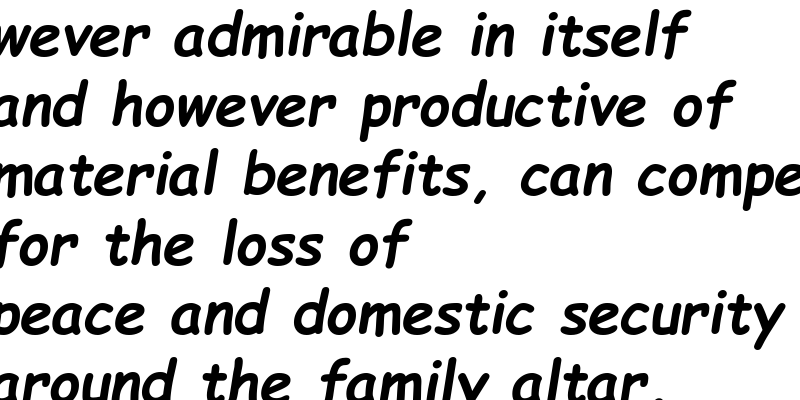 wever admirable in itself
and however productive of
material benefits, can compe
for the loss of
peace and domestic security
around the family altar.